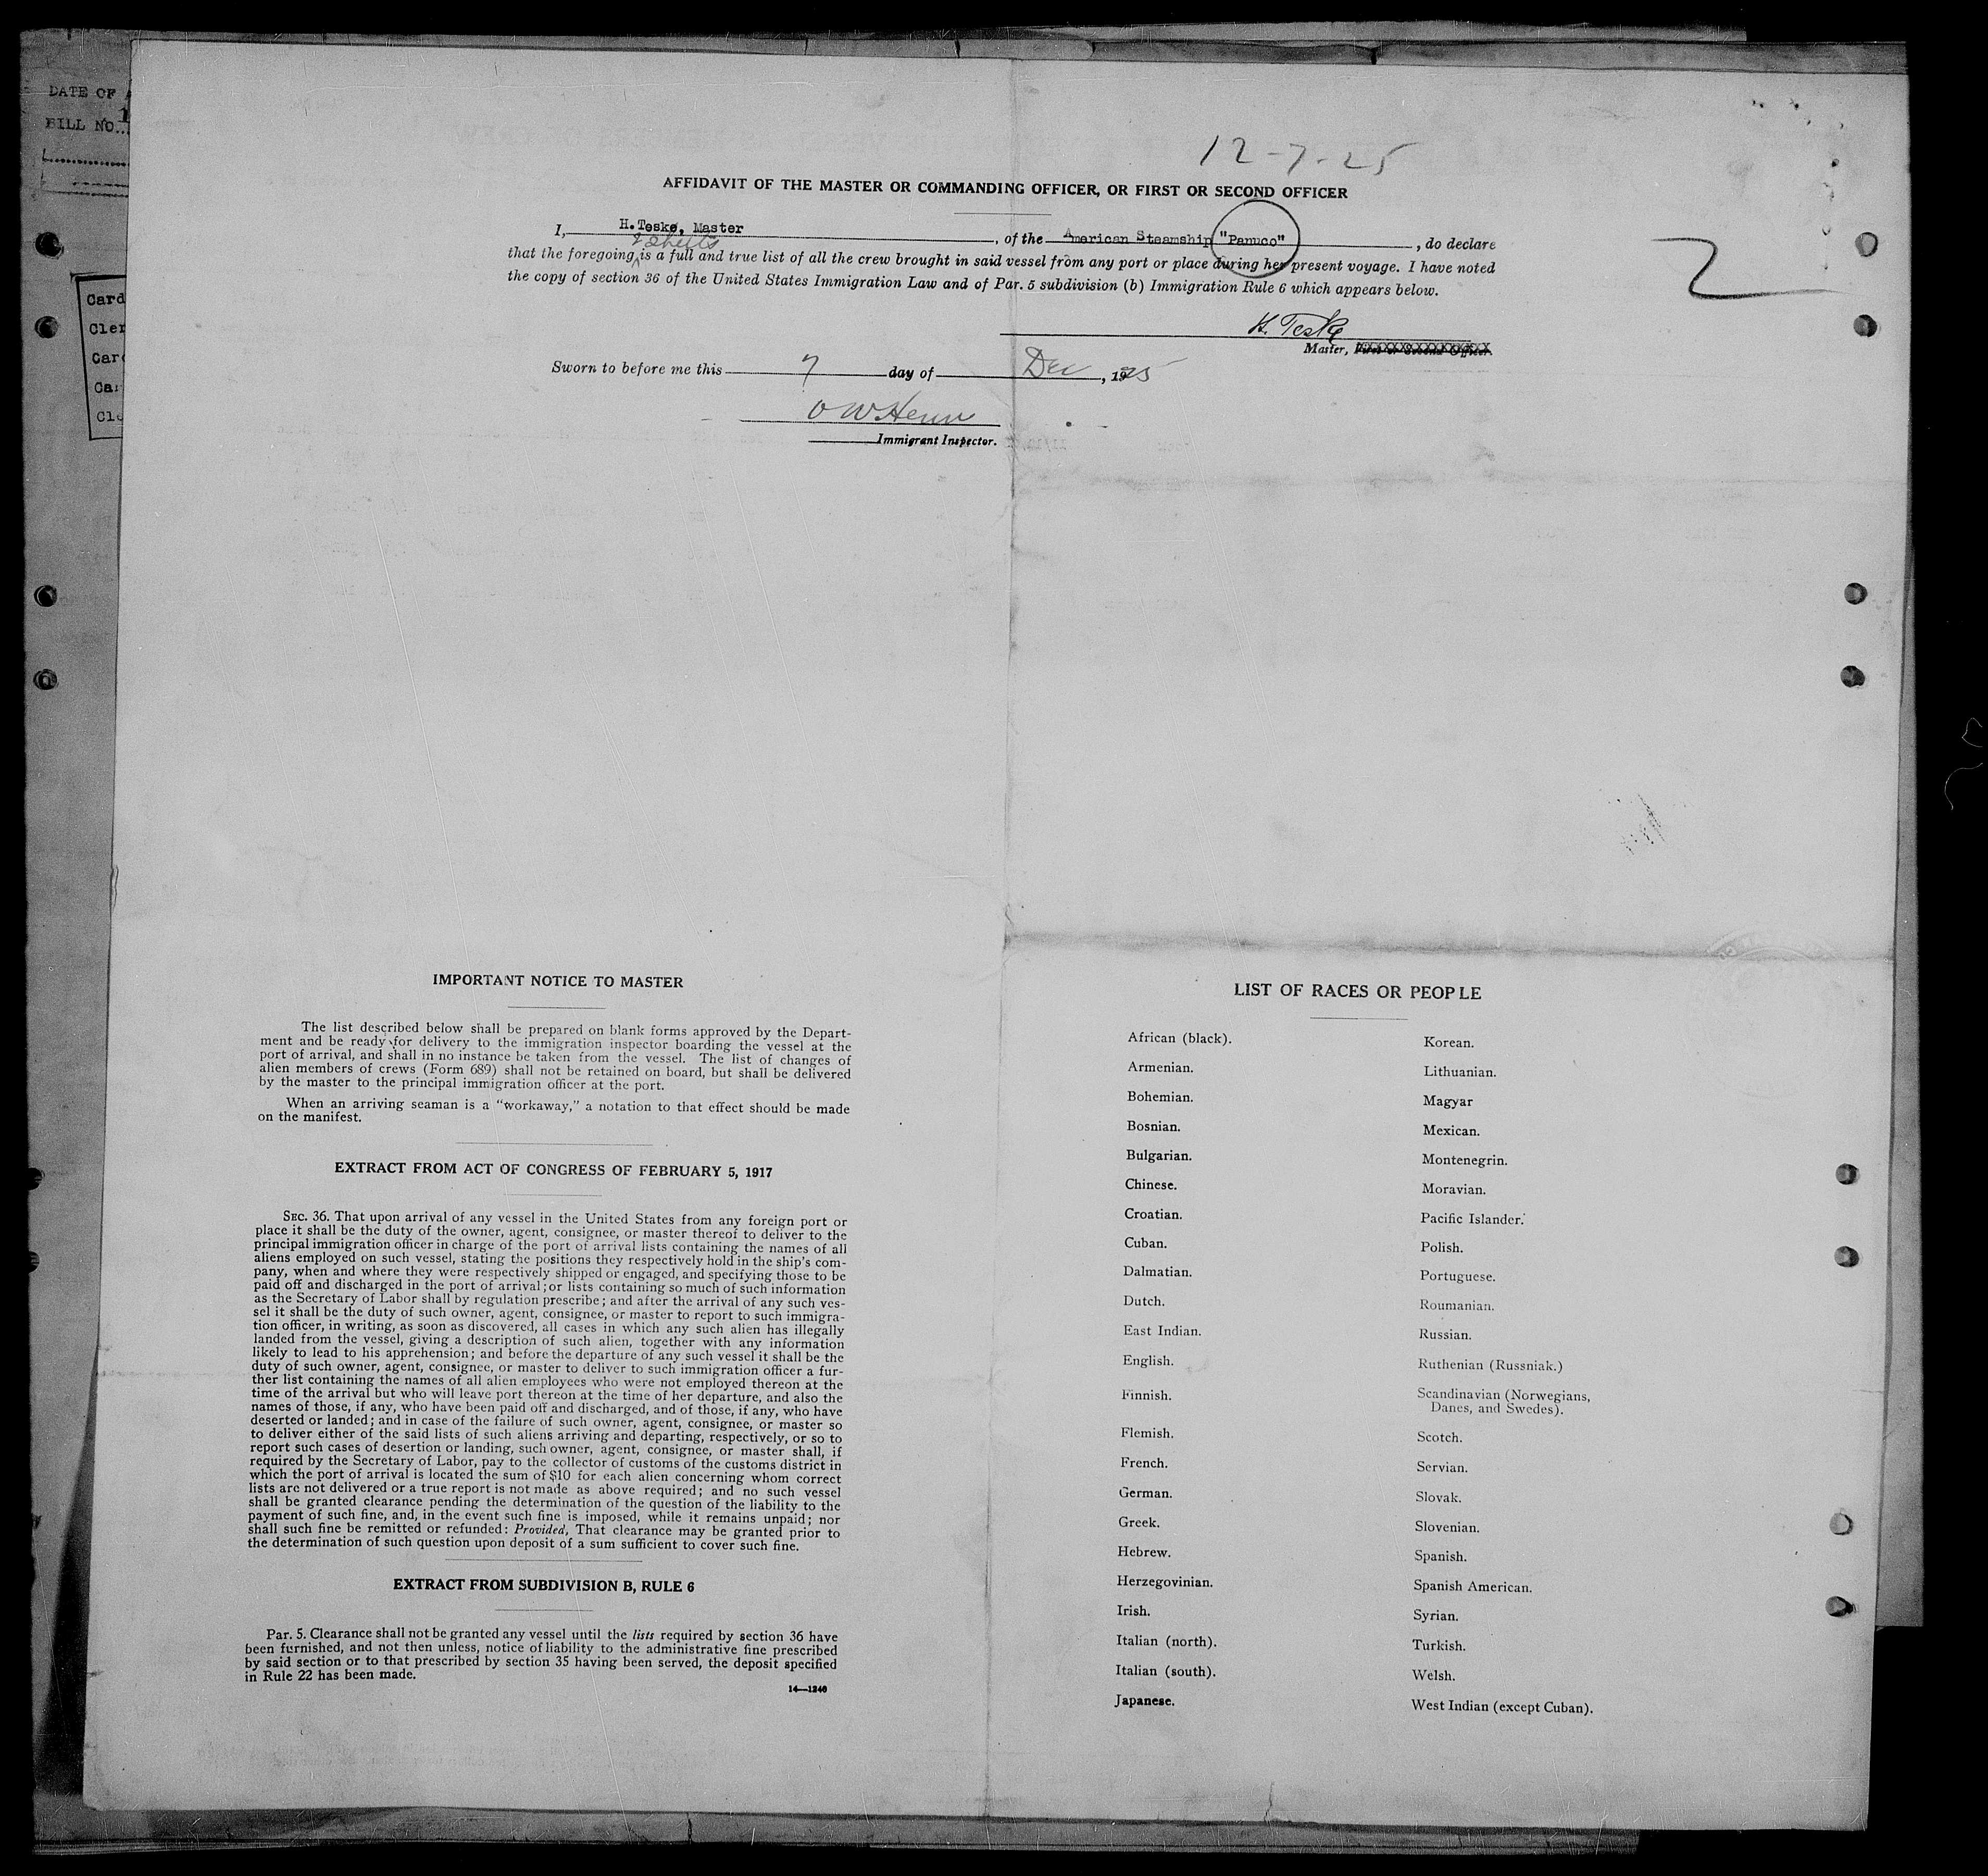 DATE OF
BILL NO.
12-7-25
AFFIDAVIT OF THE MASTER OR COMMANDING OFFICER, OR FIRST OR SECOND OFFICER
I, H. Teske, Master, of the American Steamship "Panuco", do declare
2 sheets
that the foregoing is a full and true list of all the crew brought in said vessel from any port or place during her present voyage. I have noted
the copy of section 36 of the United States Immigration Law and of Par. 5 subdivision (b) Immigration Rule 6 which appears below.
2
H. Teske
Master, First or Second Officer.
Sworn to before me this 7 day of Dec, 1925
Immigrant Inspector.
Card
IMPORTANT NOTICE TO MASTER
The list described below shall be prepared on blank forms approved by the Depart-
ment and be ready for delivery to the immigration inspector boarding the vessel at the
port of arrival, and shall in no instance be taken from the vessel. The list of changes of
alien members of crews (Form 689) shall not be retained on board, but shall be delivered
by the master to the principal immigration officer at the port.
When an arriving seaman is a "workaway," a notation to that effect should be made
on the manifest.
EXTRACT FROM ACT OF CONGRESS OF FEBRUARY 5, 1917
SEC. 36. That upon arrival of any vessel in the United States from any foreign port or
place it shall be the duty of the owner, agent, consignee, or master thereof to deliver to the
principal immigration officer in charge of the port of arrival lists containing the names of all
aliens employed on such vessel, stating the positions they respectively hold in the ship's com-
pany, when and where they were respectively shipped or engaged, and specifying those to be
paid off and discharged in the port of arrival; or lists containing so much of such information
as the Secretary of Labor shall by regulation prescribe; and after the arrival of any such ves-
sel it shall be the duty of such owner, agent, consignee, or master to report to such immigra-
tion officer, in writing, as soon as discovered, all cases in which any such alien has illegally
landed from the vessel, giving a description of such alien, together with any information
likely to lead to his apprehension; and before the departure of any such vessel it shall be the
duty of such owner, agent, consignee, or master to deliver to such immigration officer a fur-
ther list containing the names of all alien employees who were not employed thereon at the
time of the arrival but who will leave port thereon at the time of her departure, and also the
names of those, if any, who have been paid off and discharged, and of those, if any, who have
deserted or landed; and in case of the failure of such owner, agent, consignee, or master so
to deliver either of the said lists of such aliens arriving and departing, respectively, or so to
report such cases of desertion or landing, such owner, agent, consignee, or master shall, if
required by the Secretary of Labor, pay to the collector of customs of the customs district in
which the port of arrival is located the sum of $10 for each alien concerning whom correct
lists are not delivered or a true report is not made as above required; and no such vessel
shall be granted clearance pending the determination of the question of the liability to the
payment of such fine, and, in the event such fine is imposed, while it remains unpaid; nor
shall such fine be remitted or refunded: Provided, That clearance may be granted prior to
the determination of such question upon deposit of a sum sufficient to cover such fine.
EXTRACT FROM SUBDIVISION B, RULE 6
Par. 5. Clearance shall not be granted any vessel until the lists required by section 36 have
been furnished, and not then unless, notice of liability to the administrative fine prescribed
by said section or to that prescribed by section 35 having been served, the deposit specified
in Rule 22 has been made.
14—1240
LIST OF RACES OR PEOPLE
African (black).
Armenian.
Bohemian.
Bosnian.
Bulgarian.
Chinese.
Croatian.
Cuban.
Dalmatian.
Dutch.
East Indian.
English.
Finnish.
Flemish.
French.
German.
Greek.
Hebrew.
Herzegovinian.
Irish.
Italian (north).
Italian (south).
Japanese.
Korean.
Lithuanian.
Magyar
Mexican.
Montenegrin.
Moravian.
Pacific Islander.
Polish.
Portuguese.
Roumanian.
Russian.
Ruthenian (Russniak.)
Scandinavian (Norwegians,
Danes, and Swedes).
Scotch.
Servian.
Slovak.
Slovenian.
Spanish.
Spanish American.
Syrian.
Turkish.
Welsh.
West Indian (except Cuban).